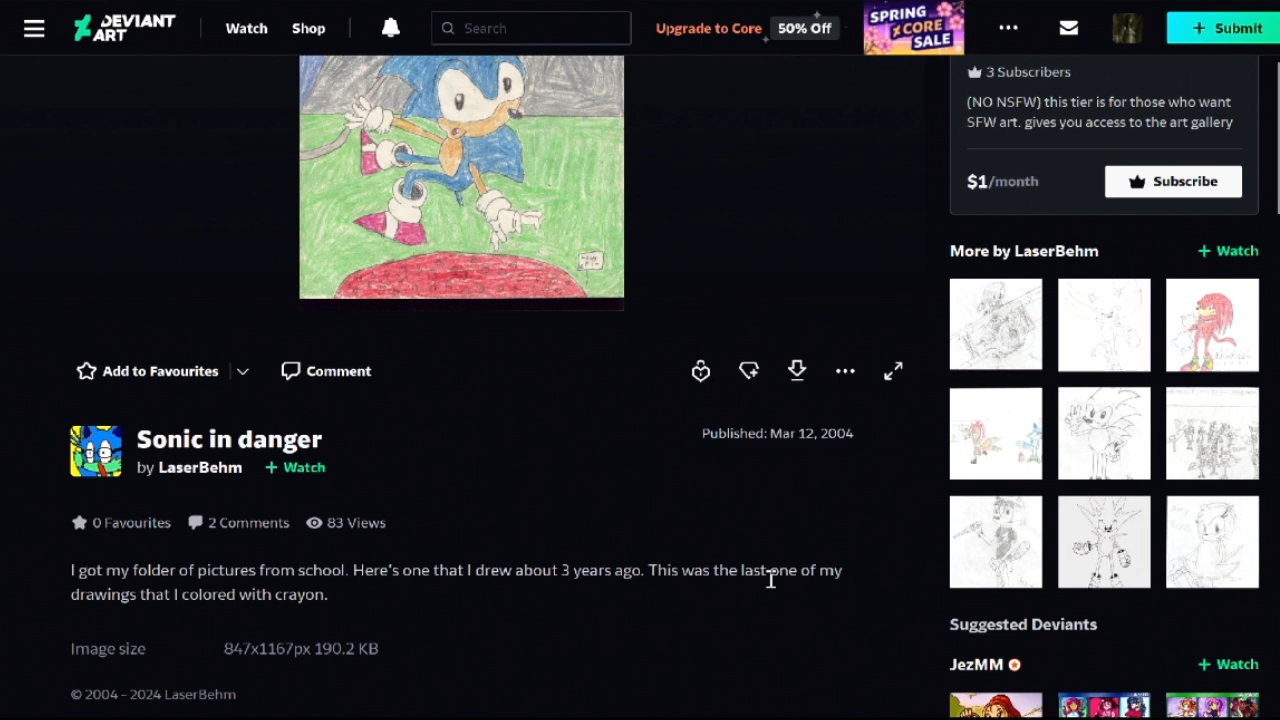 DEVIANT ART
Watch
Shop
Search
Upgrade to Core
50% Off
SPRING CORE SALE
+ Submit
3 Subscribers
(NO NSFW) this tier is for those who want
SFW art. gives you access to the art gallery
$1/month
Subscribe
More by LaserBehm
+ Watch
Add to Favourites
Comment
Sonic in danger
by LaserBehm + Watch
Published: Mar 12, 2004
0 Favourites 2 Comments 83 Views
I got my folder of pictures from school. Here's one that I drew about 3 years ago. This was the last one of my
drawings that I colored with crayon.
Image size 847x1167px 190.2 KB
© 2004 - 2024 LaserBehm
Suggested Deviants
JezMM
+ Watch